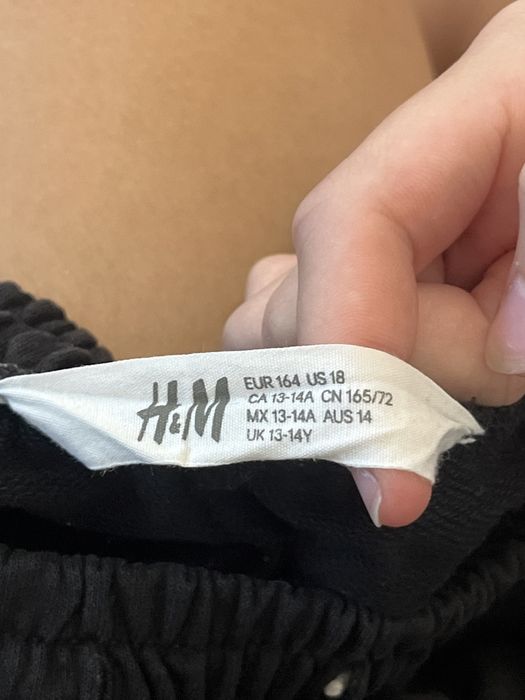 H&M
EUR 164 US 18
CA 13-14A CN 165/72
MX 13-14A AUS 14
UK 13-14Y